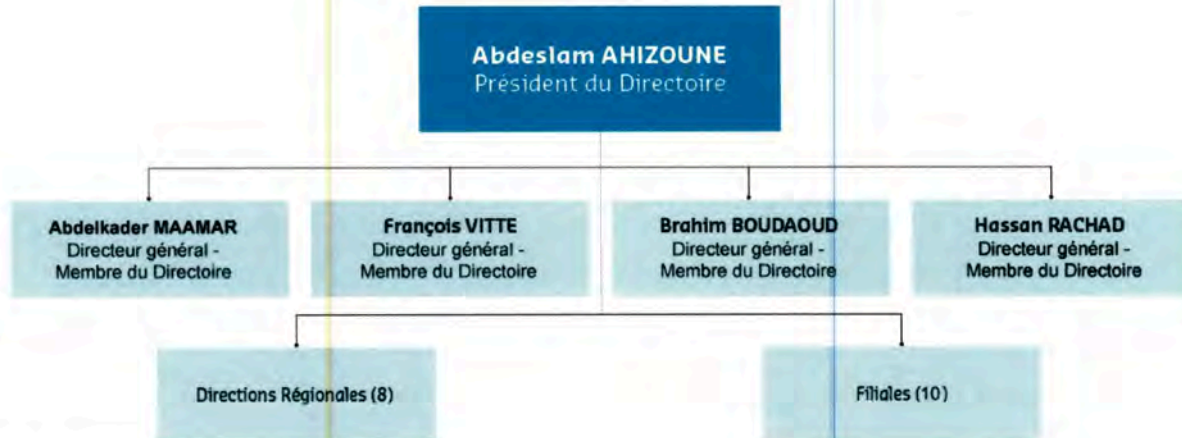 Abdeslam AHIZOUNE
Président du Directoire
Abdelkader MAAMAR
Directeur général -
Membre du Directoire
François VITTE
Directeur général -
Membre du Directoire
Brahim BOUDAOUD
Directeur général -
Membre du Directoire
Hassan RACHAD
Directeur général -
Membre du Directoire
Directions Régionales (8)
Filiales (10)